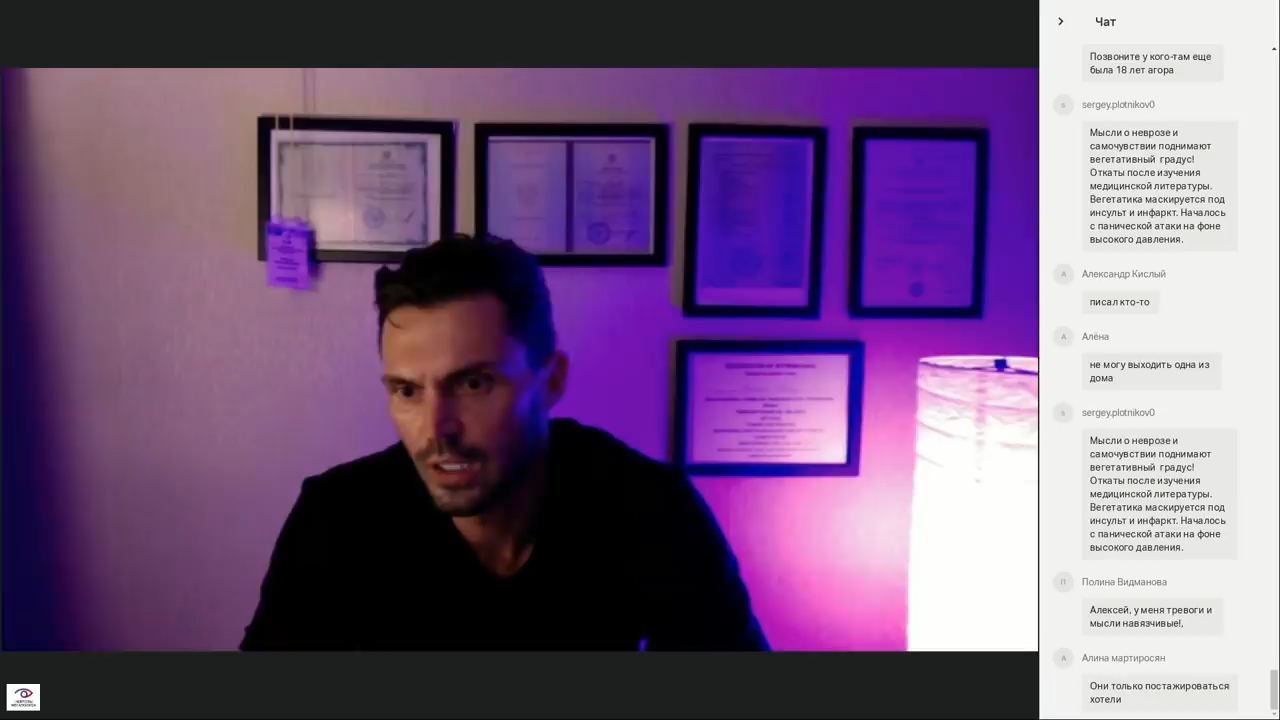 Чат
Позвоните у кого-там еще
была 18 лет агора
sergey.plotnikov0
Мысли о неврозе и
самочувствии поднимают
вегетативный градус!
Откаты после изучения
медицинской литературы.
Вегетатика маскируется под
инсульт и инфаркт. Началось
с панической атаки на фоне
высокого давления.
А
Александр Кислый
писал кто-то
А
Алёна
не могу выходить одна из
дома
s
sergey.plotnikov0
Мысли о неврозе и
самочувствии поднимают
вегетативный градус!
Откаты после изучения
медицинской литературы.
Вегетатика маскируется под
инсульт и инфаркт. Началось
с панической атаки на фоне
высокого давления.
П
Полина Видманова
Алексей, у меня тревоги и
мысли навязчивые!,
А
Алина мартиросян
Они только постажироваться
хотели